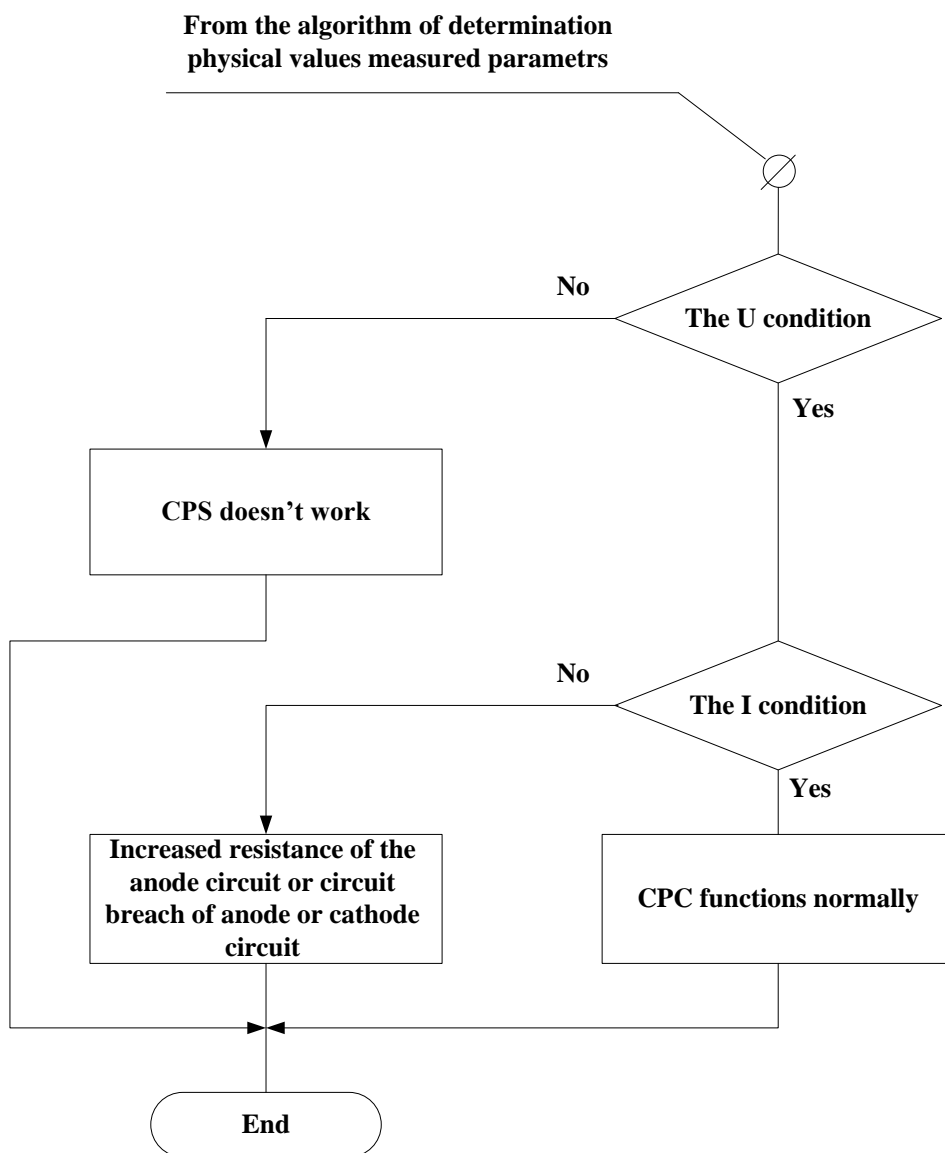 From the algorithm of determination
physical values measured parametrs
No
The U condition
Yes
CPS doesn’t work
No
The I condition
Yes
Increased resistance of the
anode circuit or circuit
breach of anode or cathode
circuit
CPC functions normally
End